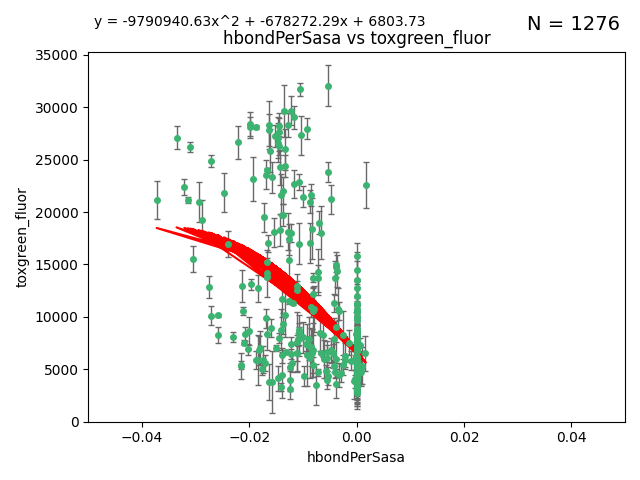 y = -9790940.63x^2 + -678272.29x + 6803.73
N = 1276
hbondPerSasa vs toxgreen_fluor
35000
30000
25000
20000
15000
10000
5000
0
toxgreen_fluor
−0.04
−0.02
0.00
0.02
0.04
hbondPerSasa